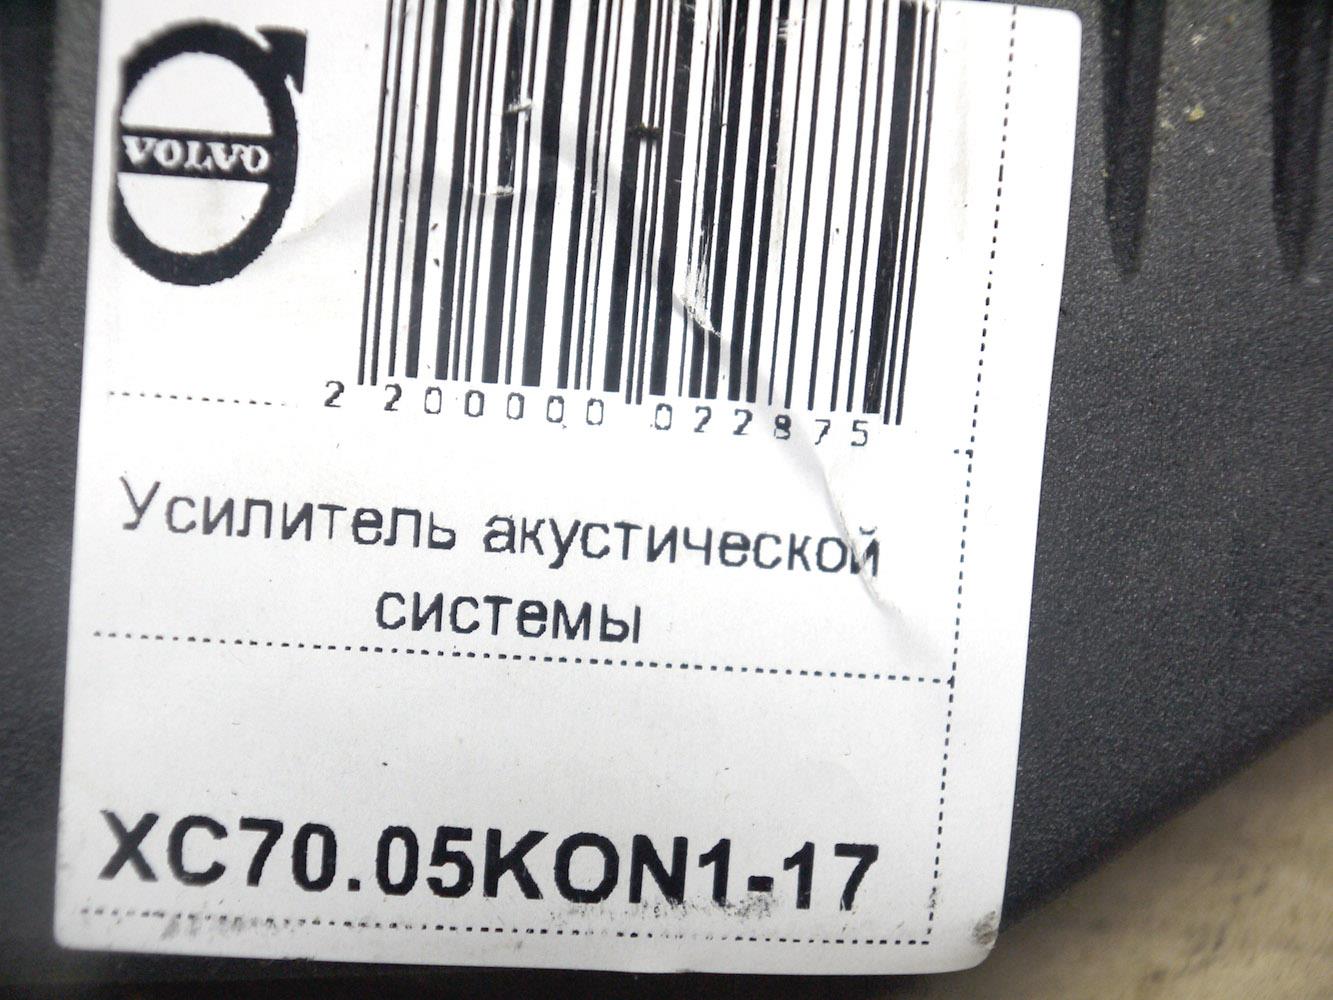 VOLVO
2 200000 022875
Усилитель акустической
системы
XC70.05KON1-17